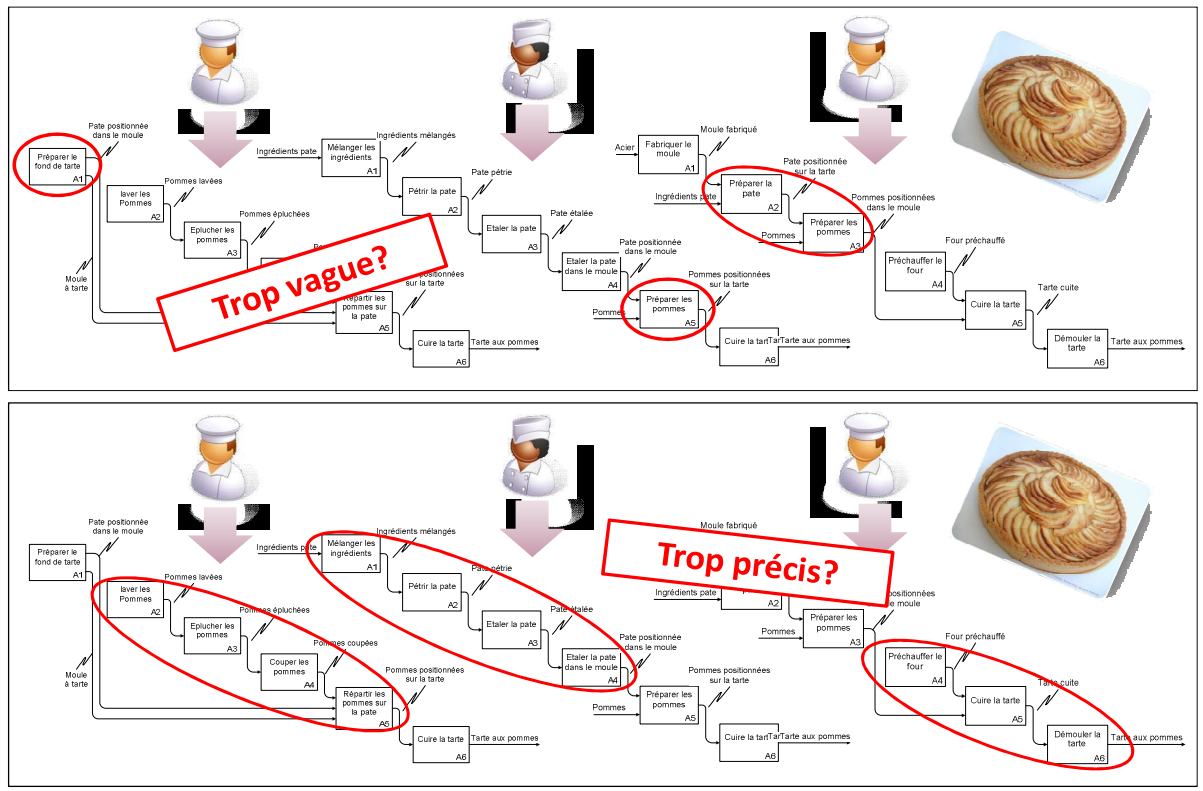 Pate positionnée
dans le moule
Préparer le
fond de tarte
A1
laver les
Pommes
A2
Pommes lavées
Eplucher les
pommes
A3
Pommes épluchées
Moule
à tarte
Trop vague?
Répartir les
pommes sur
la pate
A5
positionnées
sur la tarte
Cuire la tarte
A6
Tarte aux pommes
Ingrédients pate
Mélanger les
ingrédients
A1
Ingrédients mélangés
Pétrir la pate
A2
Pate pétrie
Etaler la pate
A3
Pate étalée
Etaler la pate
dans le moule
A4
Pate positionnée
dans le moule
Pommes
Préparer les
pommes
A5
Pommes positionnées
sur la tarte
Cuire la tart
A6
Tarte aux pommes
Acier
Fabriquer le
moule
A1
Moule fabriqué
Ingrédients pate
Préparer la
pate
A2
Pate positionnée
sur la tarte
Pommes
Préparer les
pommes
A3
Pommes positionnées
dans le moule
Préchauffer le
four
A4
Four préchauffé
Cuire la tarte
A5
Tarte cuite
Démouler la
tarte
A6
Tarte aux pommes
Pate positionnée
dans le moule
Préparer le
fond de tarte
A1
laver les
Pommes
A2
Pommes lavées
Eplucher les
pommes
A3
Pommes épluchées
Couper les
pommes
A4
Pommes coupées
Moule
à tarte
Répartir les
pommes sur
la pate
A5
Pommes positionnées
sur la tarte
Cuire la tarte
A6
Tarte aux pommes
Ingrédients pate
Mélanger les
ingrédients
A1
Ingrédients mélangés
Pétrir la pate
A2
Pate pétrie
Etaler la pate
A3
Pate étalée
Etaler la pate
dans le moule
A4
Pate positionnée
dans le moule
Pommes
Préparer les
pommes
A5
Pommes positionnées
sur la tarte
Cuire la tart
A6
Tarte aux pommes
Moule fabriqué
Trop précis?
Ingrédients pate
A2
Pommes
Préparer les
pommes
A3
positionnées
le moule
Préchauffer le
four
A4
Four préchauffé
Cuire la tarte
A5
Tarte cuite
Démouler la
tarte
A6
Tarte aux pommes